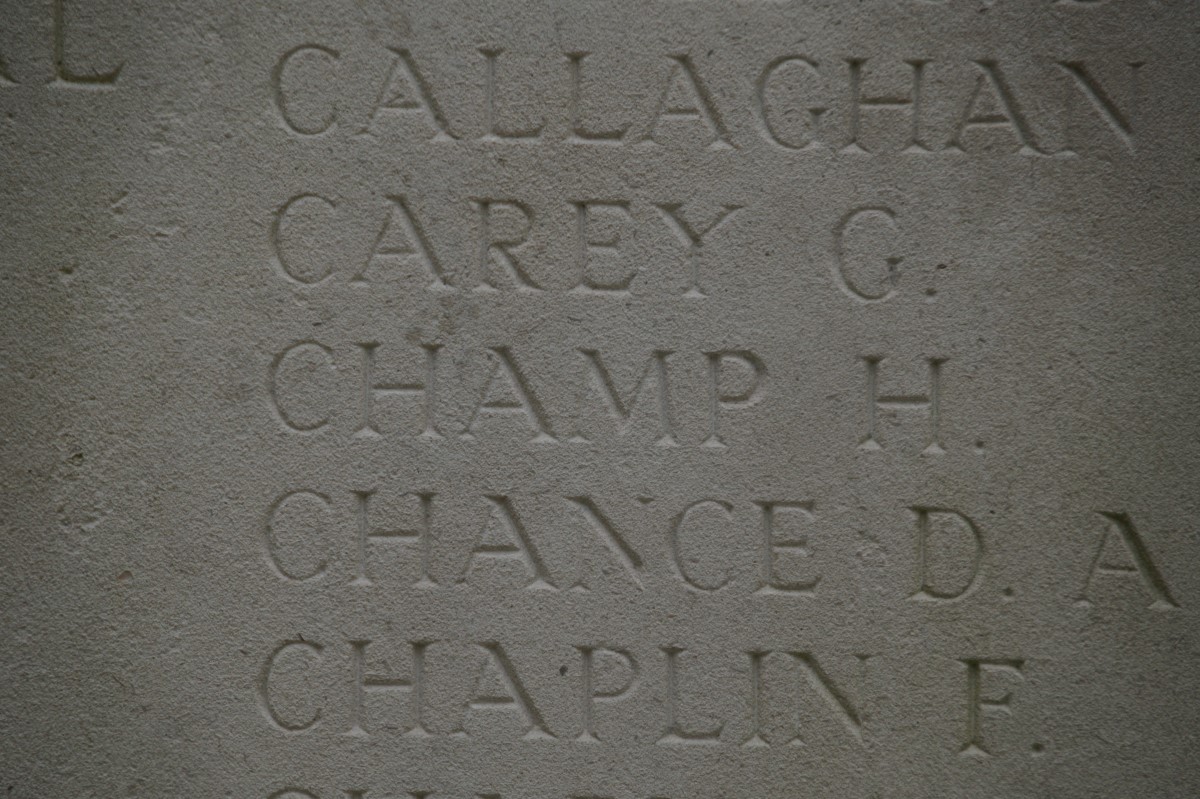 CALLAGHAN
CAREY G.
CHAMP H.
CHANCE D. A
CHAPLIN F.